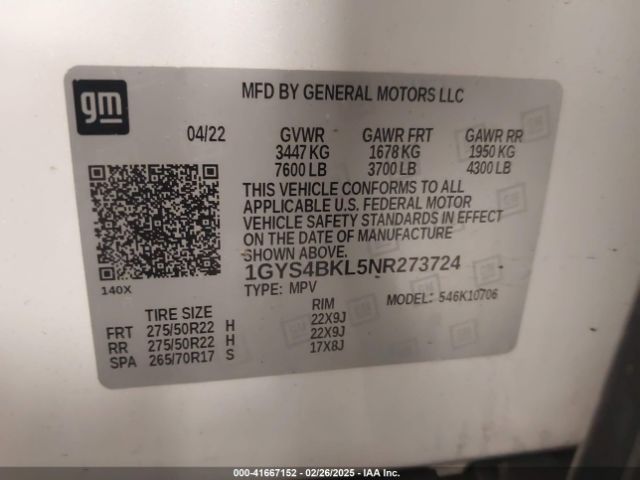 gm
MFD BY GENERAL MOTORS LLC
04/22 GVWR GAWR FRT GAWR RR
3447 KG 1678 KG 1950 KG
7600 LB 3700 LB 4300 LB
THIS VEHICLE CONFORMS TO ALL
APPLICABLE U.S. FEDERAL MOTOR
VEHICLE SAFETY STANDARDS IN EFFECT
ON THE DATE OF MANUFACTURE
SHOWN ABOVE.
1GYS4BKL5NR273724
140X
TYPE: MPV MODEL: 546K10706
TIRE SIZE RIM
FRT 275/50R22 H 22X9J
RR 275/50R22 H 22X9J
SPA 265/70R17 S 17X8J
000-41667152 - 02/26/2025 - IAA Inc.